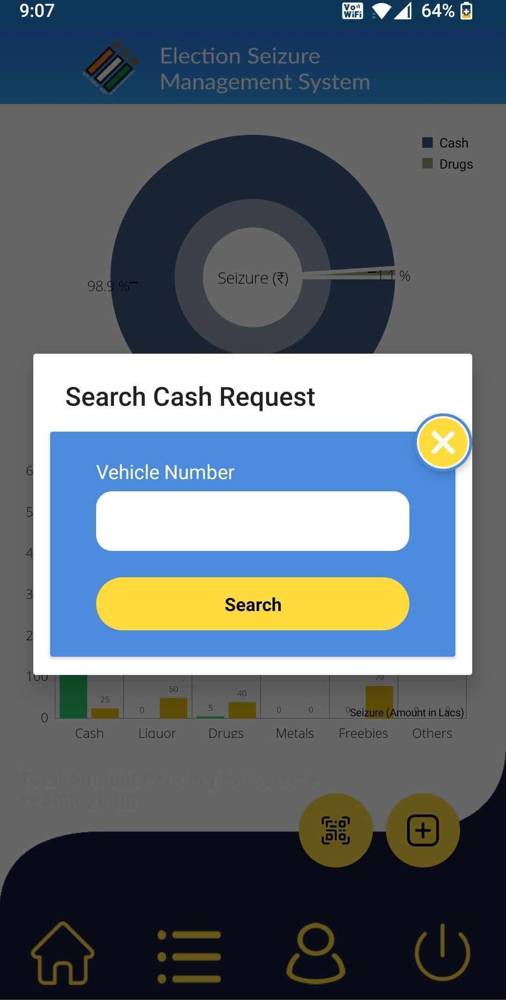 9:07
Vo
WiFi
64%
Election Seizure
Management System
Cash
Drugs
Seizure (₹)
98.9 %
1.1 %
Search Cash Request
Vehicle Number
Search
6
5
4
3
2
100
0
25
0
50
5
40
0
0
0
79
0
0
Seizure (Amount in Lacs)
Cash
Liquor
Drugs
Metals
Freebies
Others
Total Amount Pending for Seizure
₹8400026.00